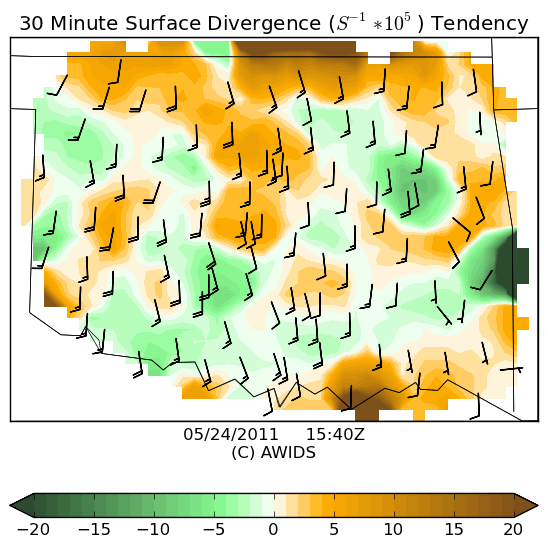 30 Minute Surface Divergence (S⁻¹ *10⁵ ) Tendency
05/24/2011 15:40Z
(C) AWIDS
−20 −15 −10 −5 0 5 10 15 20